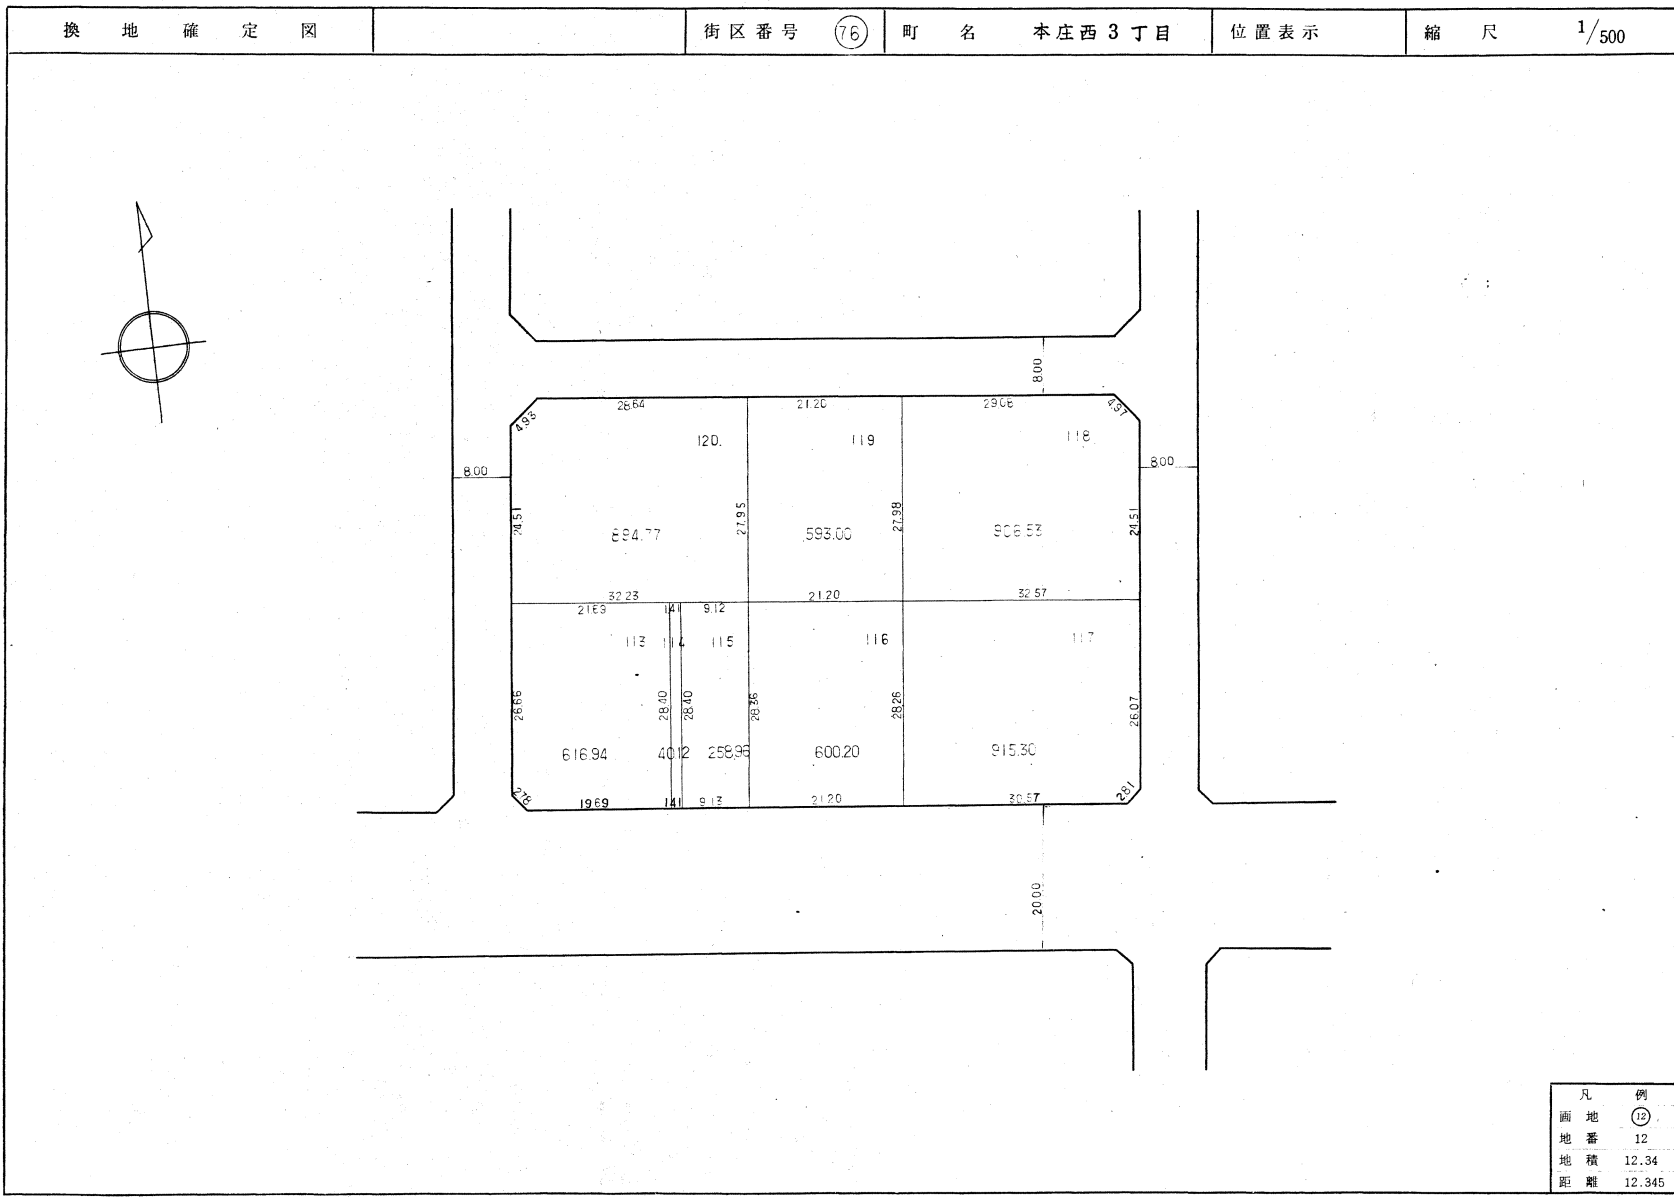 換地確定図 街区番号 76 町名 本庄西3丁目 位置表示 縮尺 1/500
8.00
28.64 21.20 29.08
4.93 4.97
120. 119 118
8.00 8.00
24.51 27.95 27.98 24.51
894.77 593.00 906.53
32.23 21.20 32.57
21.69 1.41 9.12
113 114 115 116 117
26.66 28.40 28.40 28.36 28.26 26.07
616.94 40.12 258.96 600.20 915.30
2.78 2.81
19.69 1.41 9.13 21.20 30.57
20.00
凡例
画地 12
地番 12
地積 12.34
距離 12.345